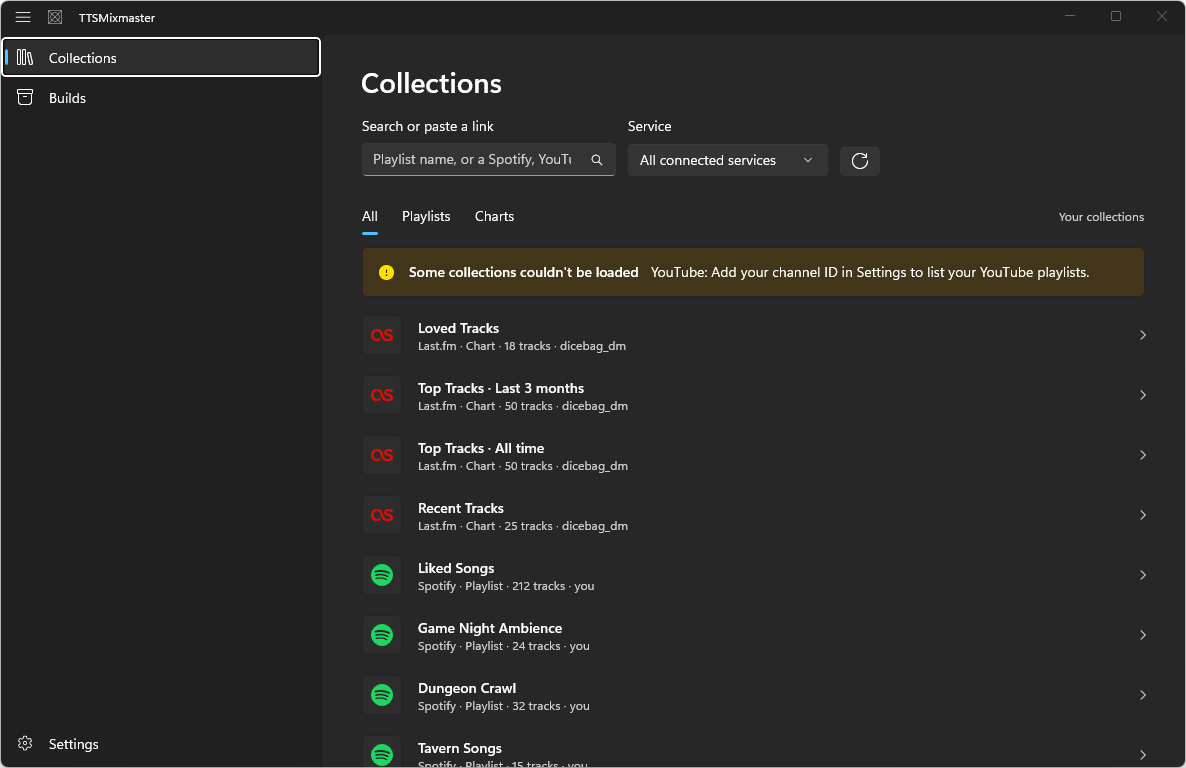 TTSMixmaster
Collections
Builds
Settings
Collections
Search or paste a link
Service
Playlist name, or a Spotify, YouTu
All connected services
All
Playlists
Charts
Your collections
Some collections couldn't be loaded YouTube: Add your channel ID in Settings to list your YouTube playlists.
Loved Tracks
Last.fm · Chart · 18 tracks · dicebag_dm
Top Tracks · Last 3 months
Last.fm · Chart · 50 tracks · dicebag_dm
Top Tracks · All time
Last.fm · Chart · 50 tracks · dicebag_dm
Recent Tracks
Last.fm · Chart · 25 tracks · dicebag_dm
Liked Songs
Spotify · Playlist · 212 tracks · you
Game Night Ambience
Spotify · Playlist · 24 tracks · you
Dungeon Crawl
Spotify · Playlist · 32 tracks · you
Tavern Songs
Spotify · Playlist · 15 tracks · you